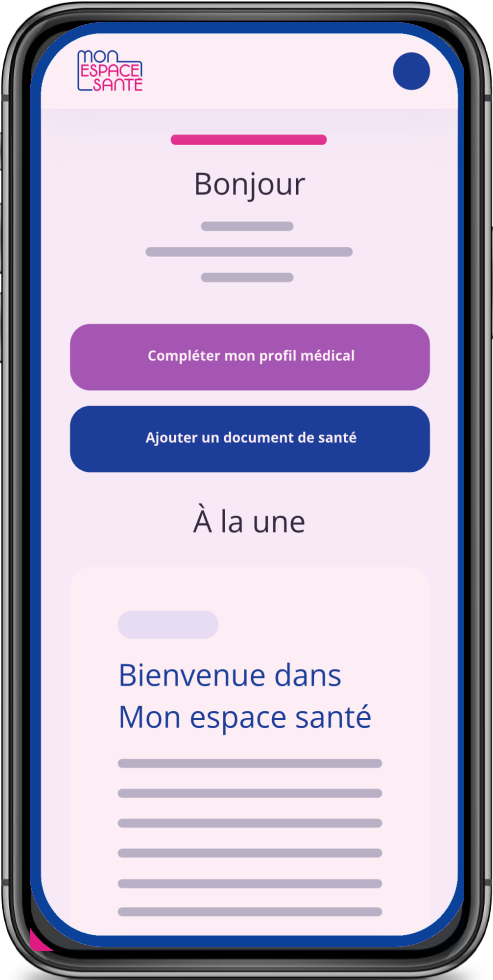 mon
ESPACE
SANTÉ
Bonjour
Compléter mon profil médical
Ajouter un document de santé
À la une
Bienvenue dans
Mon espace santé